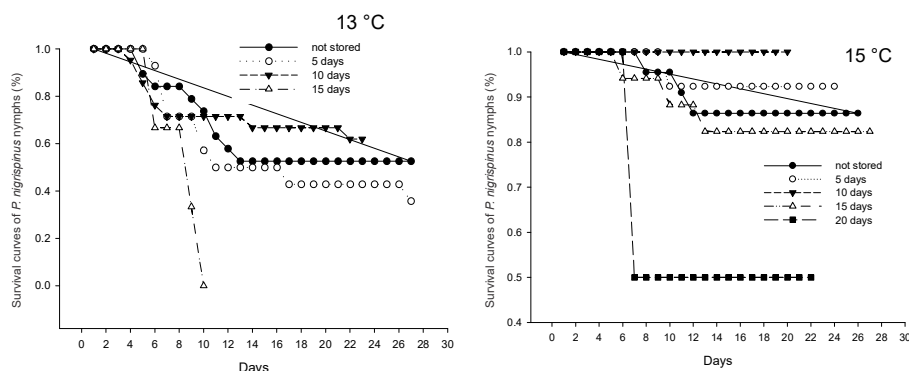 13 °C
Survival curves of P. nigrispinus nymphs (%)
1.0
0.8
0.6
0.4
0.2
0.0
not stored
5 days
10 days
15 days
0 2 4 6 8 10 12 14 16 18 20 22 24 26 28 30
Days
15 °C
Survival curves of P. nigrispinus nymphs (%)
1.0
0.9
0.8
0.7
0.6
0.5
0.4
not stored
5 days
10 days
15 days
20 days
0 2 4 6 8 10 12 14 16 18 20 22 24 26 28 30
Days